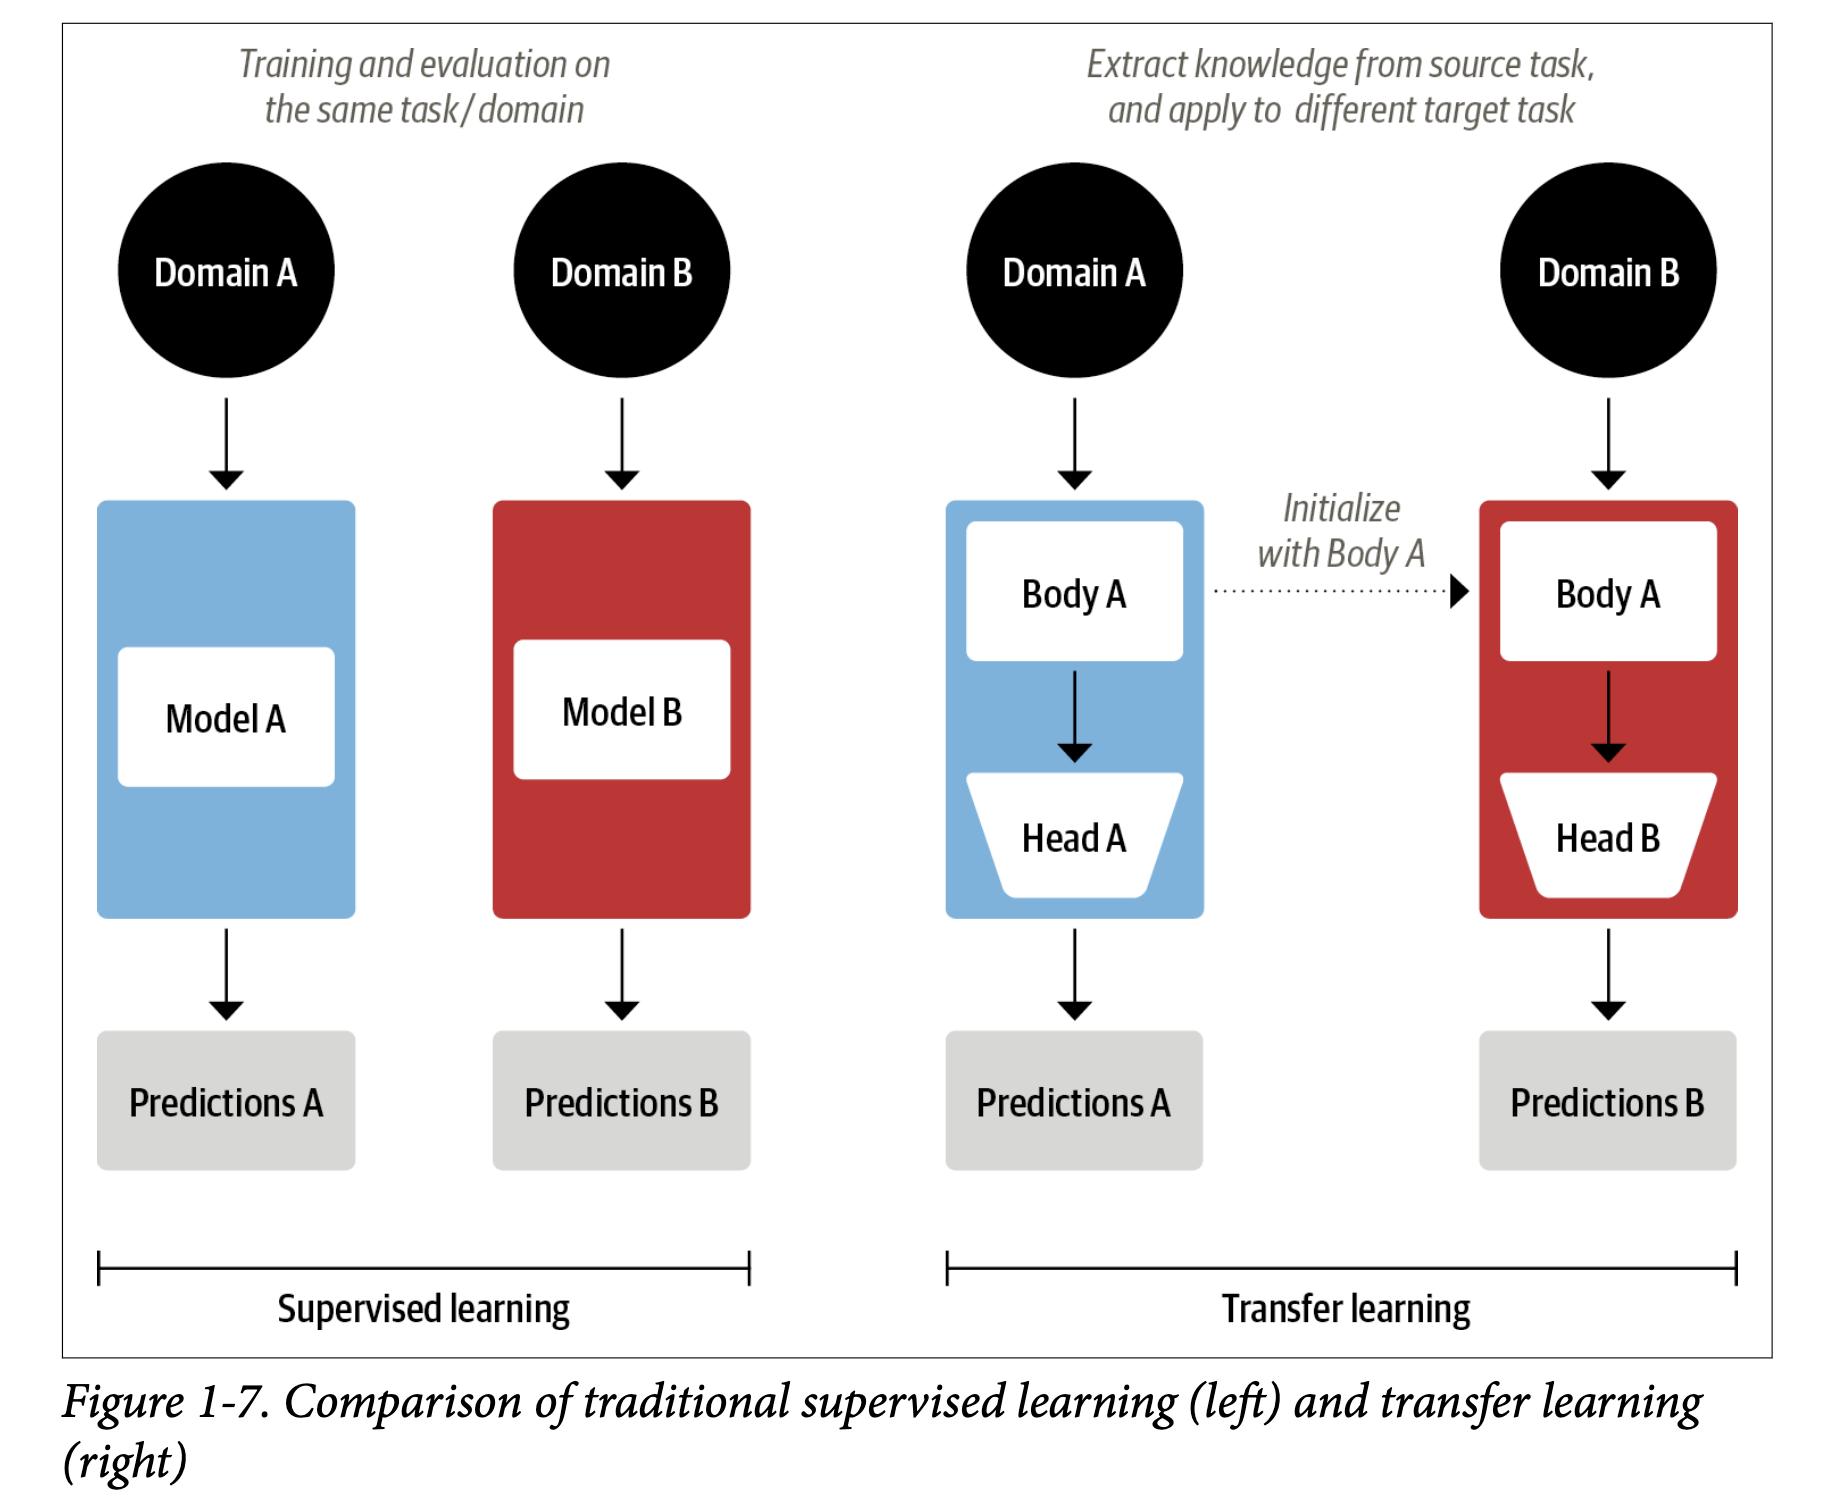 Training and evaluation on
the same task/domain
Extract knowledge from source task,
and apply to different target task
Domain A
Domain B
Domain A
Domain B
Initialize
with Body A
Body A
Body A
Model A
Model B
Head A
Head B
Predictions A
Predictions B
Predictions A
Predictions B
Supervised learning
Transfer learning
Figure 1-7. Comparison of traditional supervised learning (left) and transfer learning
(right)